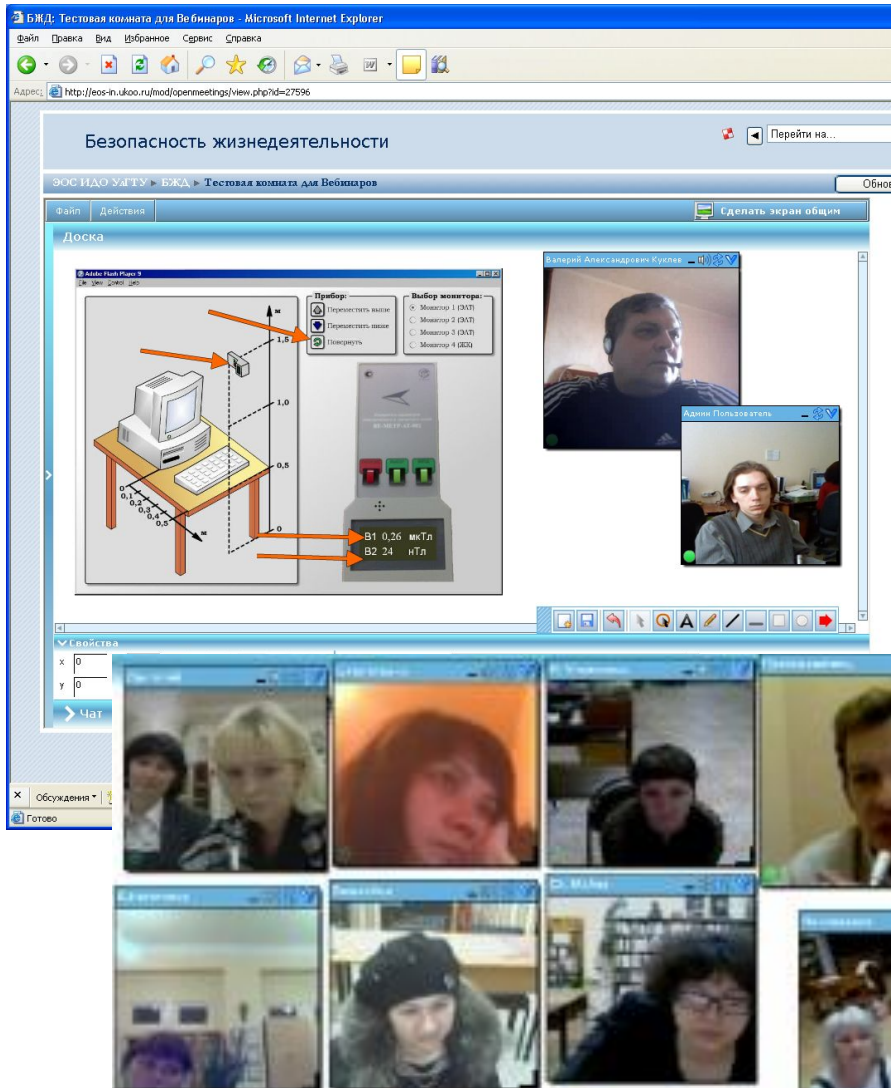 БЖД: Тестовая комната для Вебинаров - Microsoft Internet Explorer
Файл Правка Вид Избранное Сервис Справка
Адрес: http://eos-in.ukoo.ru/mod/openmeetings/view.php?id=27596
Безопасность жизнедеятельности
Перейти на...
ЭОС ИДО УлГТУ ► БЖД ► Тестовая комната для Вебинаров
Обнов
Файл Действия
Сделать экран общим
Доска
Валерий Александрович Куклев
Adobe Flash Player 9
File View Control Help
Прибор:
Переместить выше
Переместить ниже
Повернуть
Выбор монитора:
Монитор 1 (ЭЛТ)
Монитор 2 (ЭЛТ)
Монитор 3 (ЭЛТ)
Монитор 4 (ЖК)
м
1,5
1,0
0,5
0
0
0,1
0,2
0,3
0,4
0,5
м
В1 0,26 мкТл
В2 24 нТл
Админ Пользователь
Свойства
x 0
y 0
Чат
Обсуждения
Готово